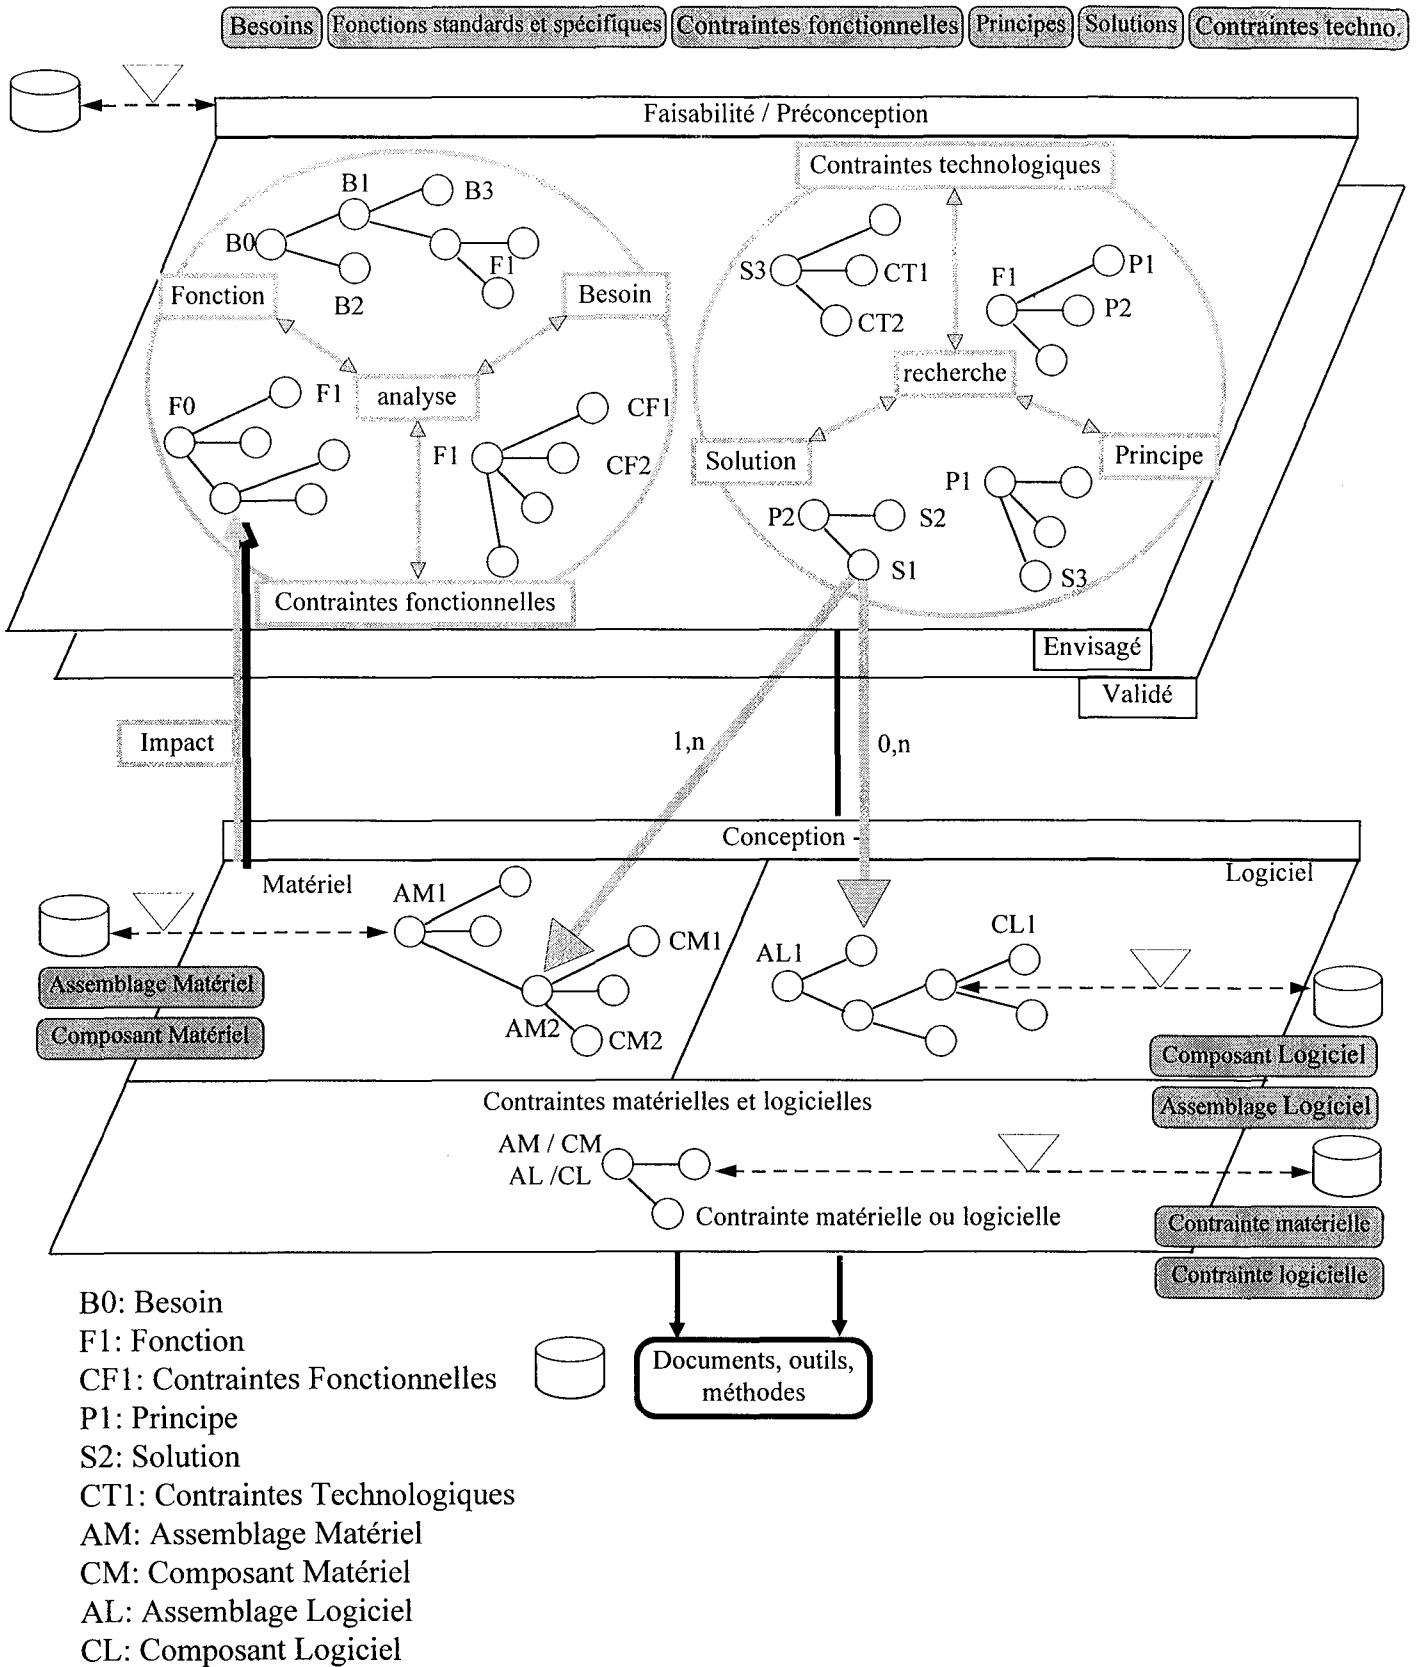 Besoins
Fonctions standards et spécifiques
Contraintes fonctionnelles
Principes
Solutions
Contraintes techno.
Faisabilité / Préconception
B1
B3
B0
F1
B2
Fonction
Besoin
analyse
F0
F1
F1
CF1
CF2
Contraintes fonctionnelles
Contraintes technologiques
S3
CT1
CT2
F1
P1
P2
recherche
Solution
Principe
P2
S2
S1
P1
S3
Envisagé
Validé
Impact
1,n
0,n
Conception -
Matériel
Logiciel
AM1
CM1
AM2
CM2
AL1
CL1
Assemblage Matériel
Composant Matériel
Composant Logiciel
Assemblage Logiciel
Contraintes matérielles et logicielles
AM / CM
AL /CL
Contrainte matérielle ou logicielle
Contrainte matérielle
Contrainte logicielle
Documents, outils,
méthodes
B0: Besoin
F1: Fonction
CF1: Contraintes Fonctionnelles
P1: Principe
S2: Solution
CT1: Contraintes Technologiques
AM: Assemblage Matériel
CM: Composant Matériel
AL: Assemblage Logiciel
CL: Composant Logiciel